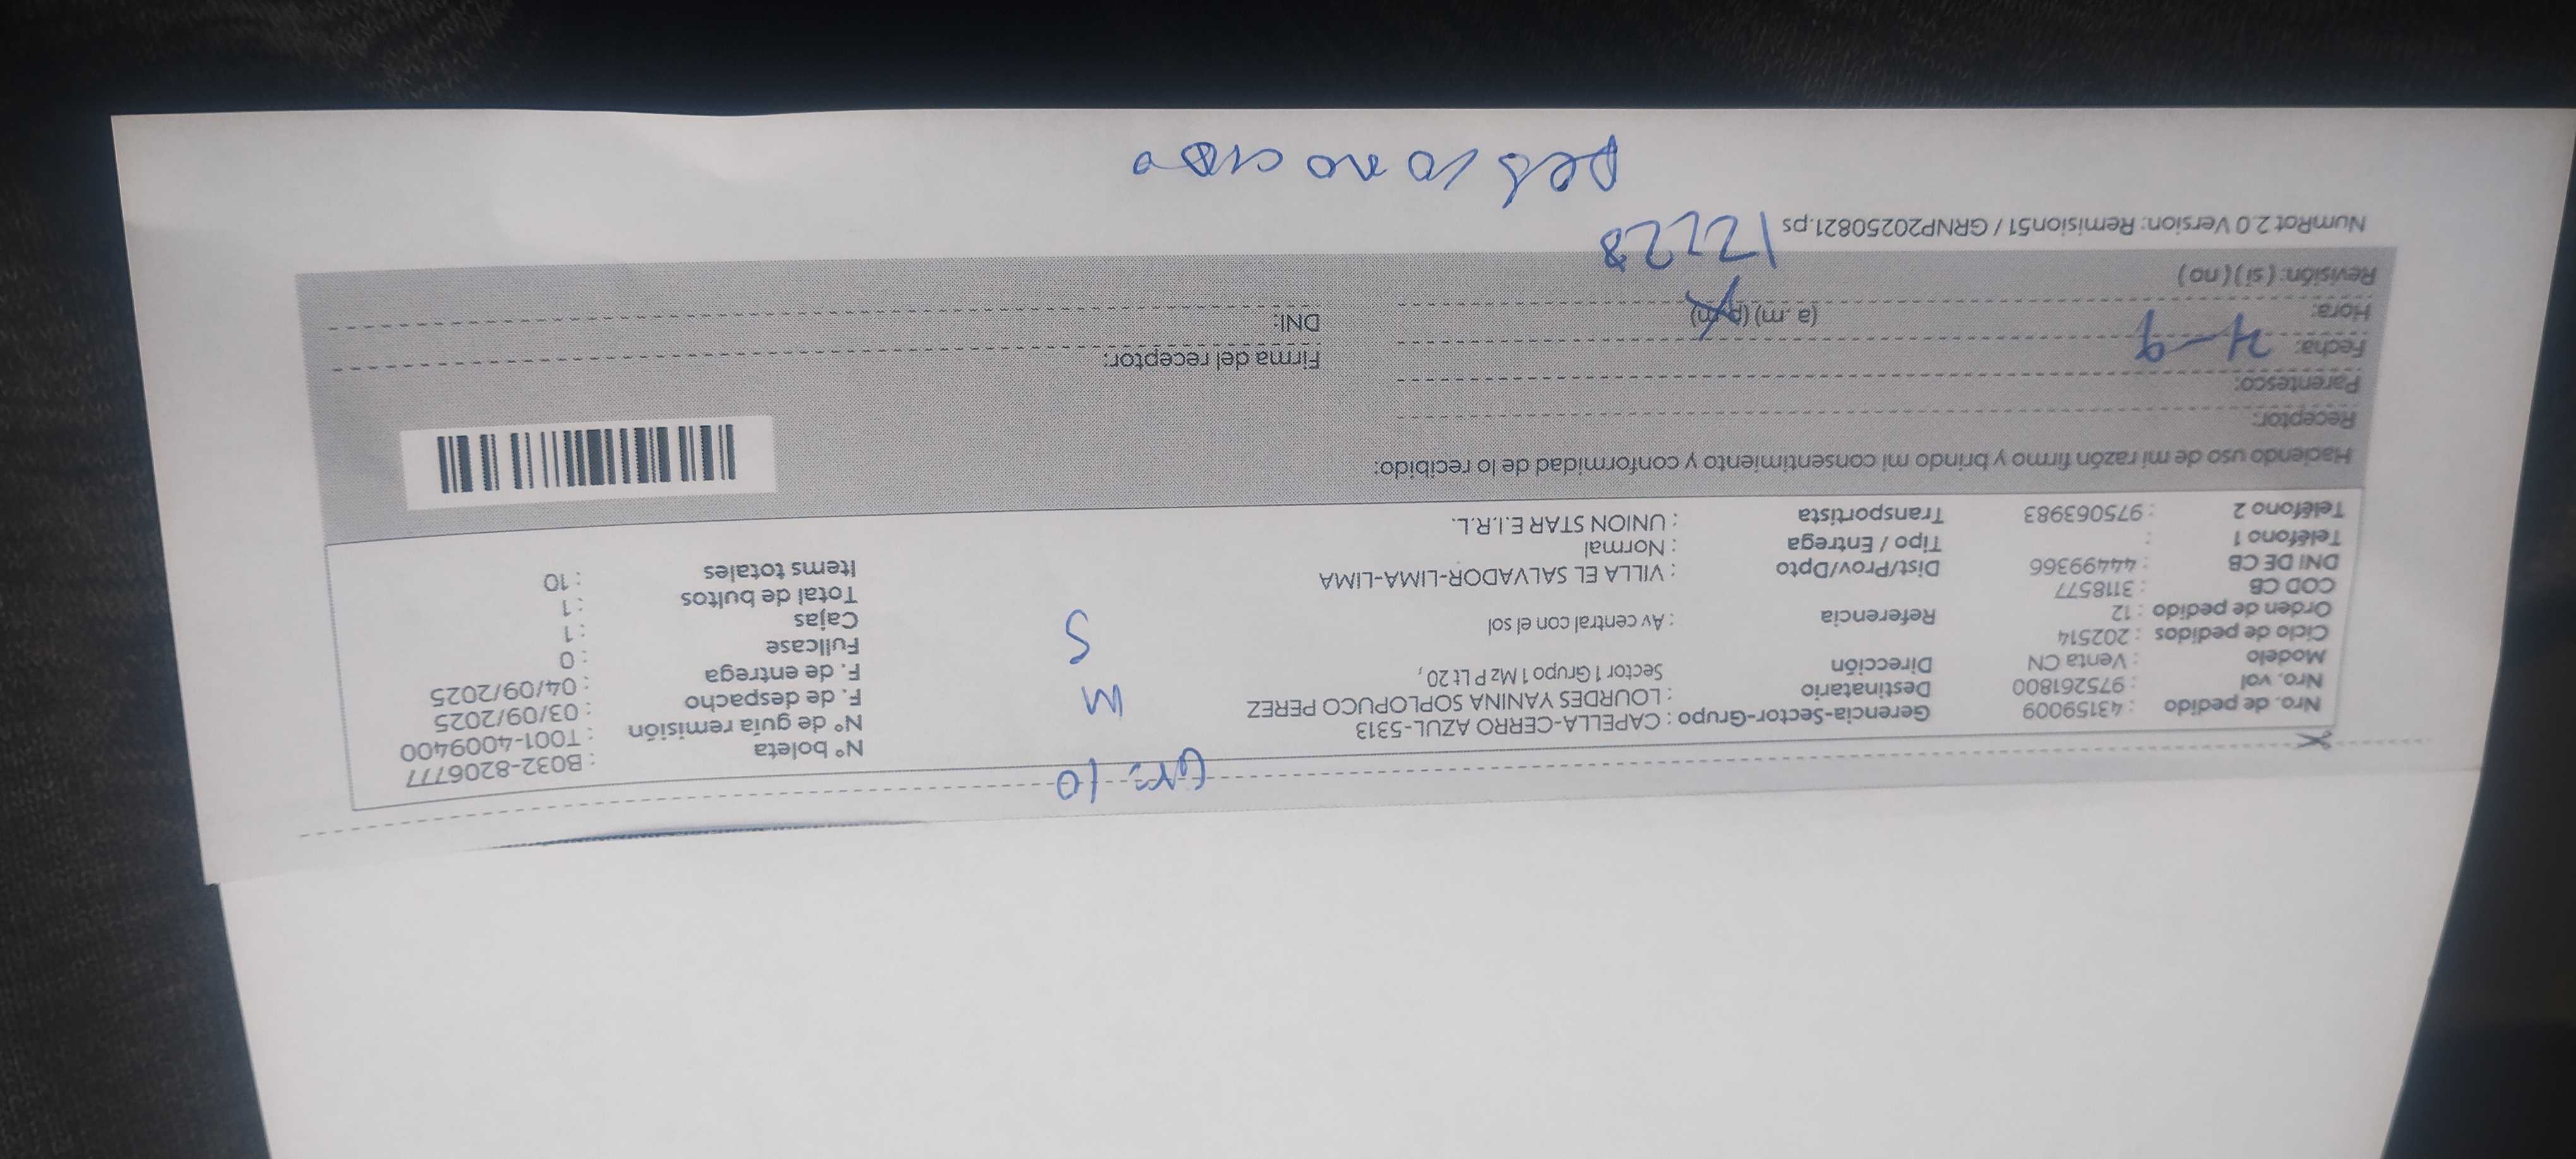 Gr=10
Nro. de pedido : 43159009 Gerencia-Sector-Grupo : CAPELLA-CERRO AZUL-5313 N° boleta : B032-8206777
Nro. vol : 975261800 Destinatario : LOURDES YANINA SOPLOPUCO PEREZ M N° de guía remisión : T001-4009400
Modelo : Venta CN Dirección Sector 1 Grupo 1 Mz P Lt 20 , F. de despacho : 03/09/2025
Ciclo de pedidos : 202514 F. de entrega : 04/09/2025
Orden de pedido : 12 Referencia : Av central con el sol S Fullcase : 0
COD CB : 3118577 Cajas : 1
DNI DE CB : 44499366 Dist/Prov/Dpto : VILLA EL SALVADOR-LIMA-LIMA Total de bultos : 1
Teléfono 1 : Tipo / Entrega : Normal Items totales : 10
Teléfono 2 : 975063983 Transportista : UNION STAR E.I.R.L.
Haciendo uso de mi razón firmo y brindo mi consentimiento y conformidad de lo recibido:
Receptor:
Parentesco:
Fecha: 4-9 Firma del receptor:
Hora: (a .m) (p.m) DNI:
Revisión: ( si ) ( no )
12228
NumRot 2.0 Version: Remision51 / GRNP20250821.ps